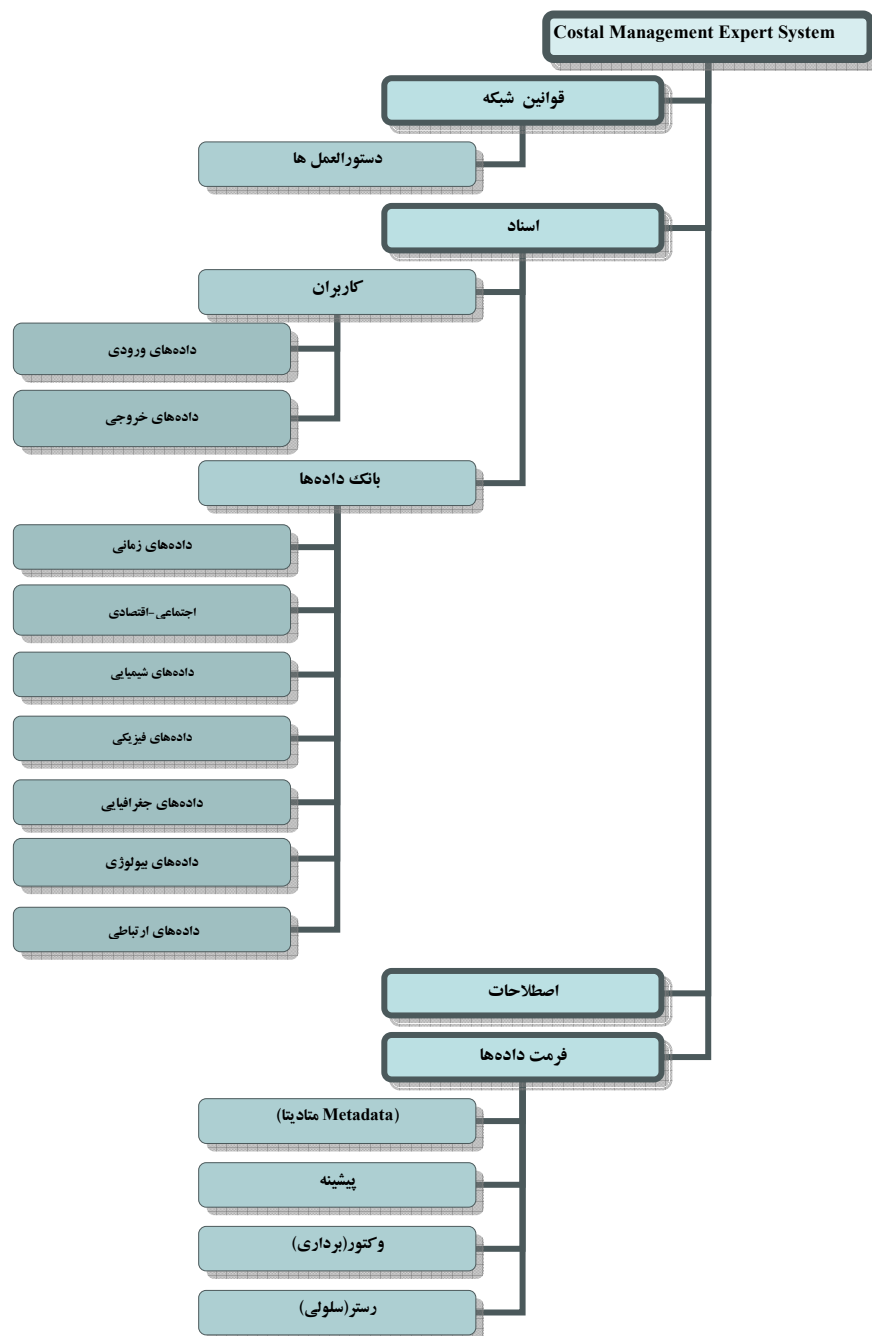 Costal Management Expert System
قوانین شبکه
دستورالعمل ها
اسناد
کاربران
داده‌های ورودی
داده‌های خروجی
بانک داده‌ها
داده‌های زمانی
اجتماعی-اقتصادی
داده‌های شیمیایی
داده‌های فیزیکی
داده‌های جغرافیایی
داده‌های بیولوژی
داده‌های ارتباطی
اصطلاحات
فرمت داده‌ها
(Metadata متادیتا)
پیشینه
وکتور(برداری)
رستر(سلولی)